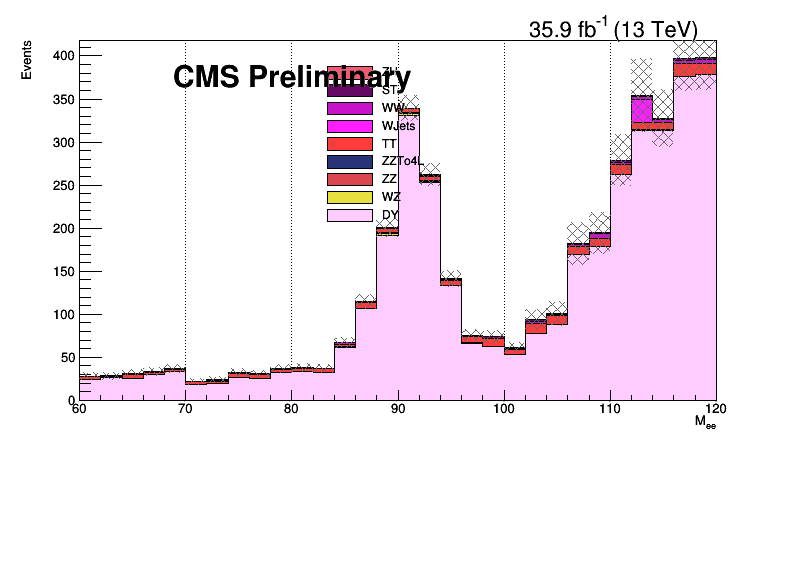 35.9 fb-1 (13 TeV)
Events
CMS Preliminary
ZH
ST
WW
WJets
TT
ZZTo4L
ZZ
WZ
DY
400
350
300
250
200
150
100
50
0
60 70 80 90 100 110 120
Mee